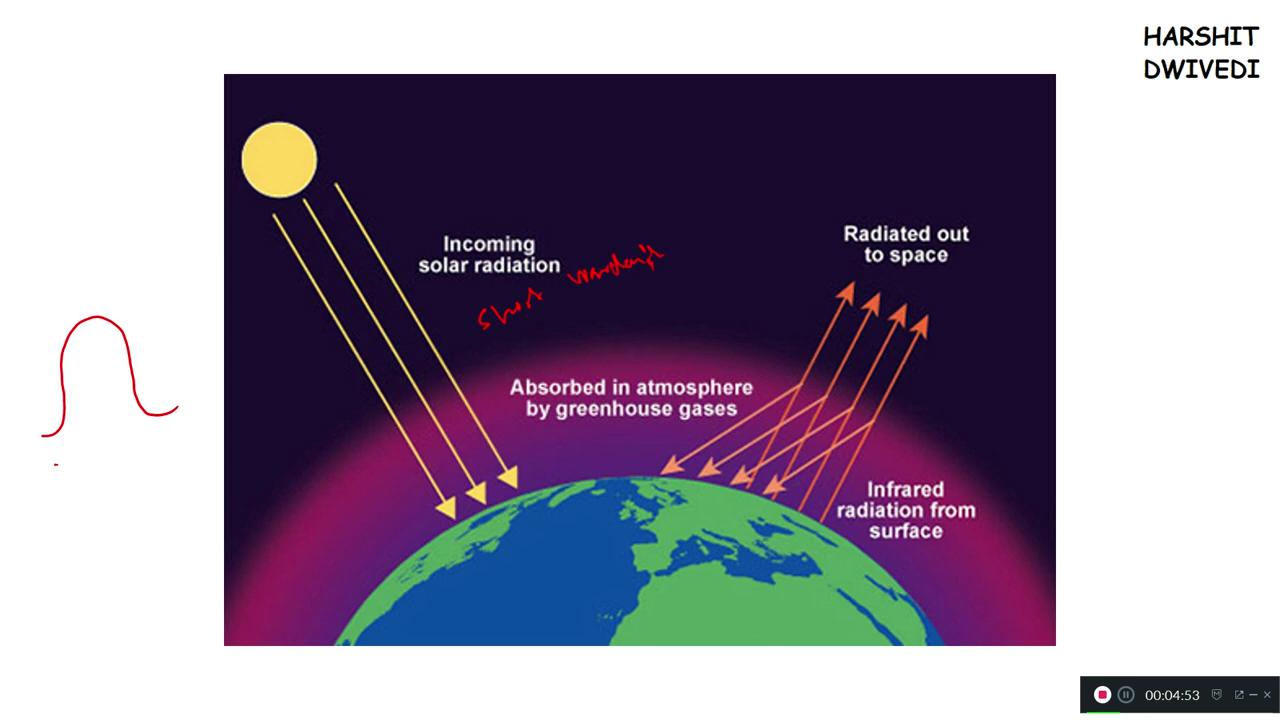 HARSHIT
DWIVEDI
Incoming
solar radiation
Short
Radiated out
to space
Absorbed in atmosphere
by greenhouse gases
Infrared
radiation from
surface
00:04:53